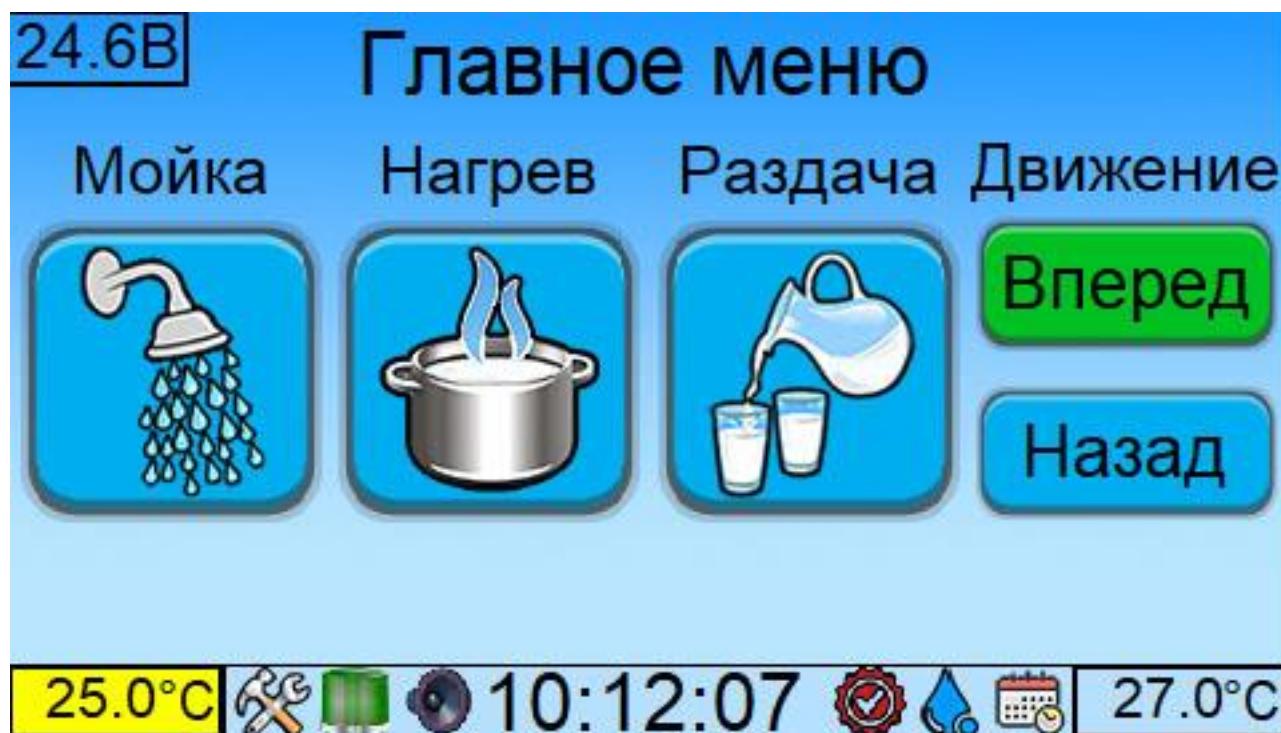 24.6В
Главное меню
Мойка Нагрев Раздача Движение
Вперед
Назад
25.0°C 10:12:07 27.0°C